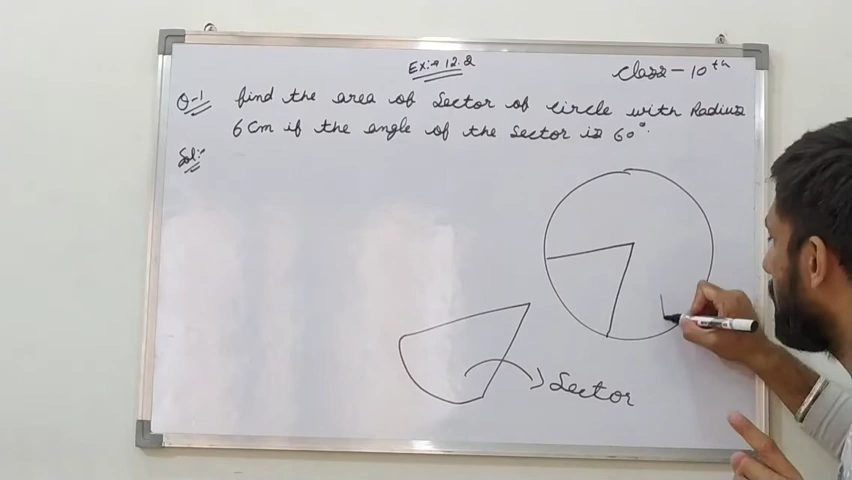 Ex:- 12.2
Class-10th
Q-1 find the area of Sector of circle with Radius
6 Cm if the angle of the Sector is 60°.
Sol:-
Sector